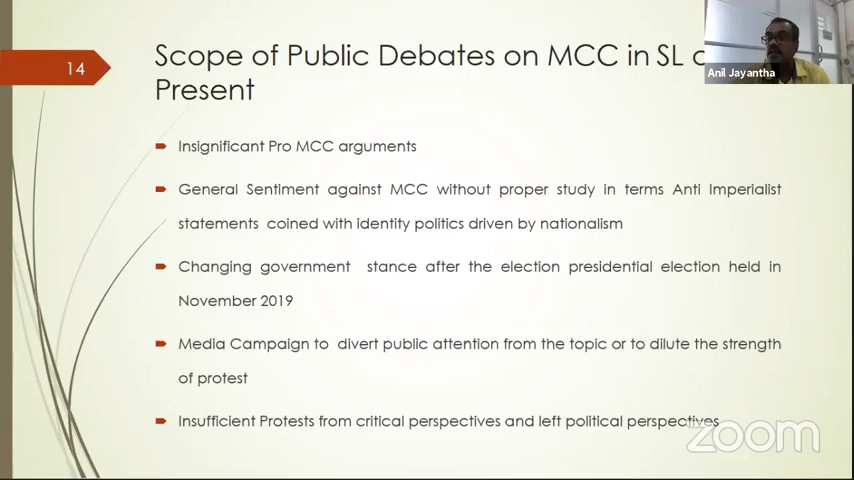 14
Scope of Public Debates on MCC in SL
Present
Anil Jayantha
Insignificant Pro MCC arguments
General Sentiment against MCC without proper study in terms Anti Imperialist
statements coined with identity politics driven by nationalism
Changing government stance after the election presidential election held in
November 2019
Media Campaign to divert public attention from the topic or to dilute the strength
of protest
Insufficient Protests from critical perspectives and left political perspectives
zoom